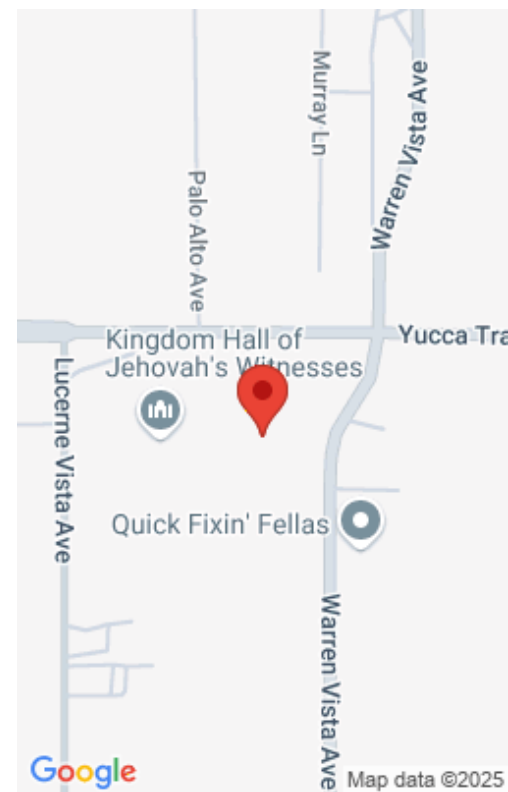 Murray Ln
Warren Vista Ave
Palo Alto Ave
Yucca Tra
Kingdom Hall of
Jehovah's Witnesses
Lucerne Vista Ave
Quick Fixin' Fellas
Warren Vista Ave
Google
Map data ©2025